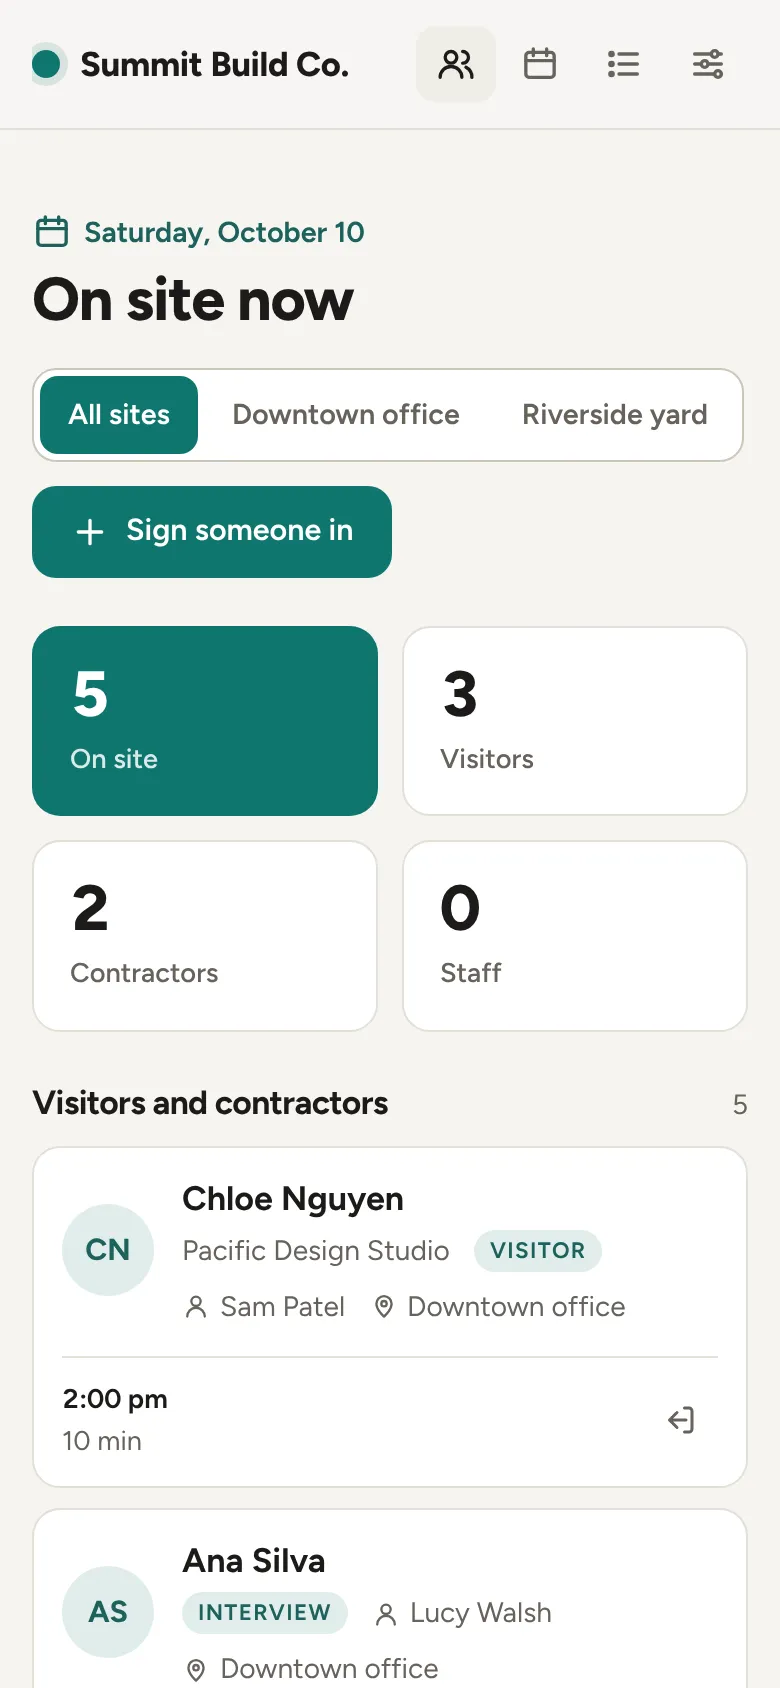 Summit Build Co.
Saturday, October 10
On site now
All sites
Downtown office
Riverside yard
Sign someone in
5
On site
3
Visitors
2
Contractors
0
Staff
Visitors and contractors
5
CN
Chloe Nguyen
Pacific Design Studio
VISITOR
Sam Patel
Downtown office
2:00 pm
10 min
AS
Ana Silva
INTERVIEW
Lucy Walsh
Downtown office